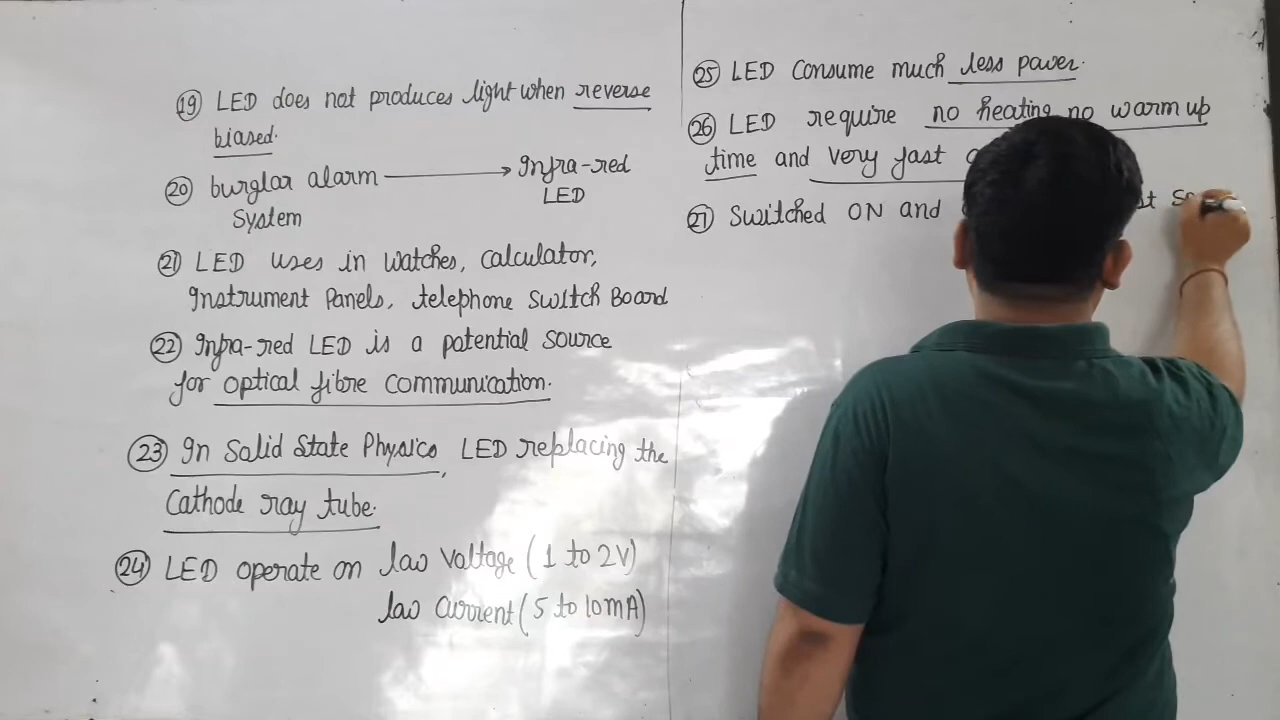 19 LED does not produces light when reverse
biased.
20 burglar alarm → Infra-red
System LED
21 LED uses in watches, calculator,
Instrument Panels, telephone switch Board
22 Infra-red LED is a potential source
for optical fibre communication.
23 In Solid State Physics, LED replacing the
Cathode ray tube.
24 LED operate on low voltage (1 to 2V)
low current (5 to 10mA)
25 LED consume much less power.
26 LED require no heating no warm up
time and very fast
27 Switched ON and